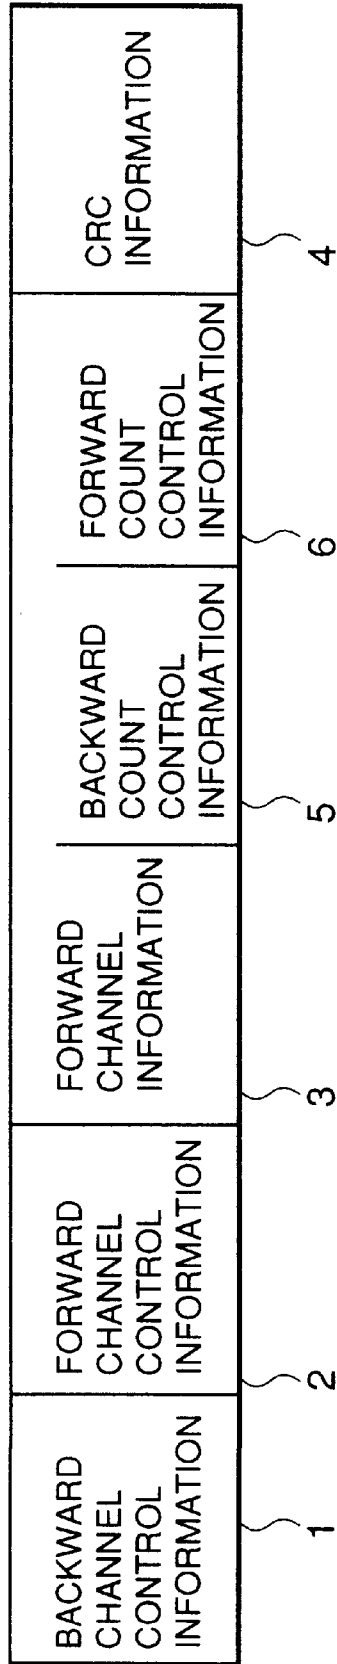 BACKWARD
CHANNEL
CONTROL
INFORMATION
FORWARD
CHANNEL
CONTROL
INFORMATION
FORWARD
CHANNEL
INFORMATION
BACKWARD
COUNT
CONTROL
INFORMATION
FORWARD
COUNT
CONTROL
INFORMATION
CRC
INFORMATION
1
2
3
5
6
4